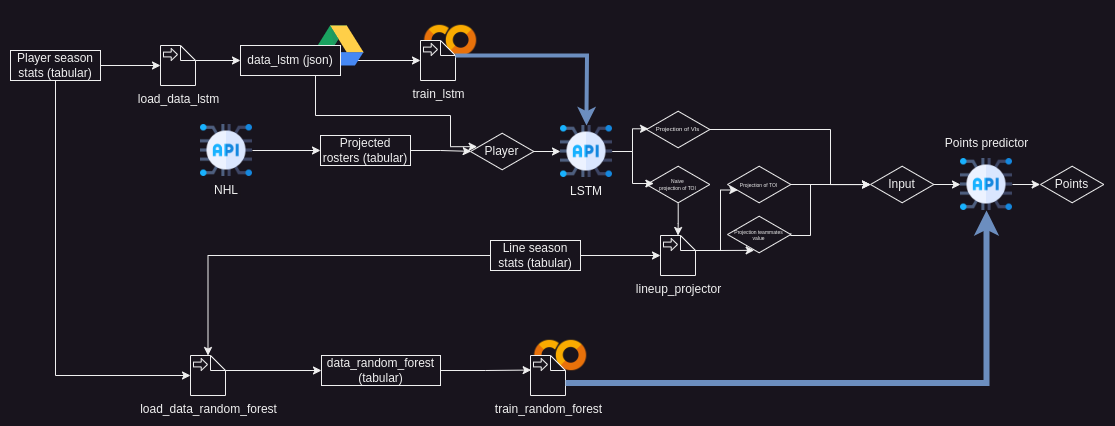 Player season
stats (tabular)
load_data_lstm
data_lstm (json)
train_lstm
API
NHL
Projected
rosters (tabular)
Player
API
LSTM
Projection of VIs
Naive
projection of TOI
Projection of TOI
Projection teammates
value
Input
Points predictor
API
Points
Line season
stats (tabular)
lineup_projector
load_data_random_forest
data_random_forest
(tabular)
train_random_forest